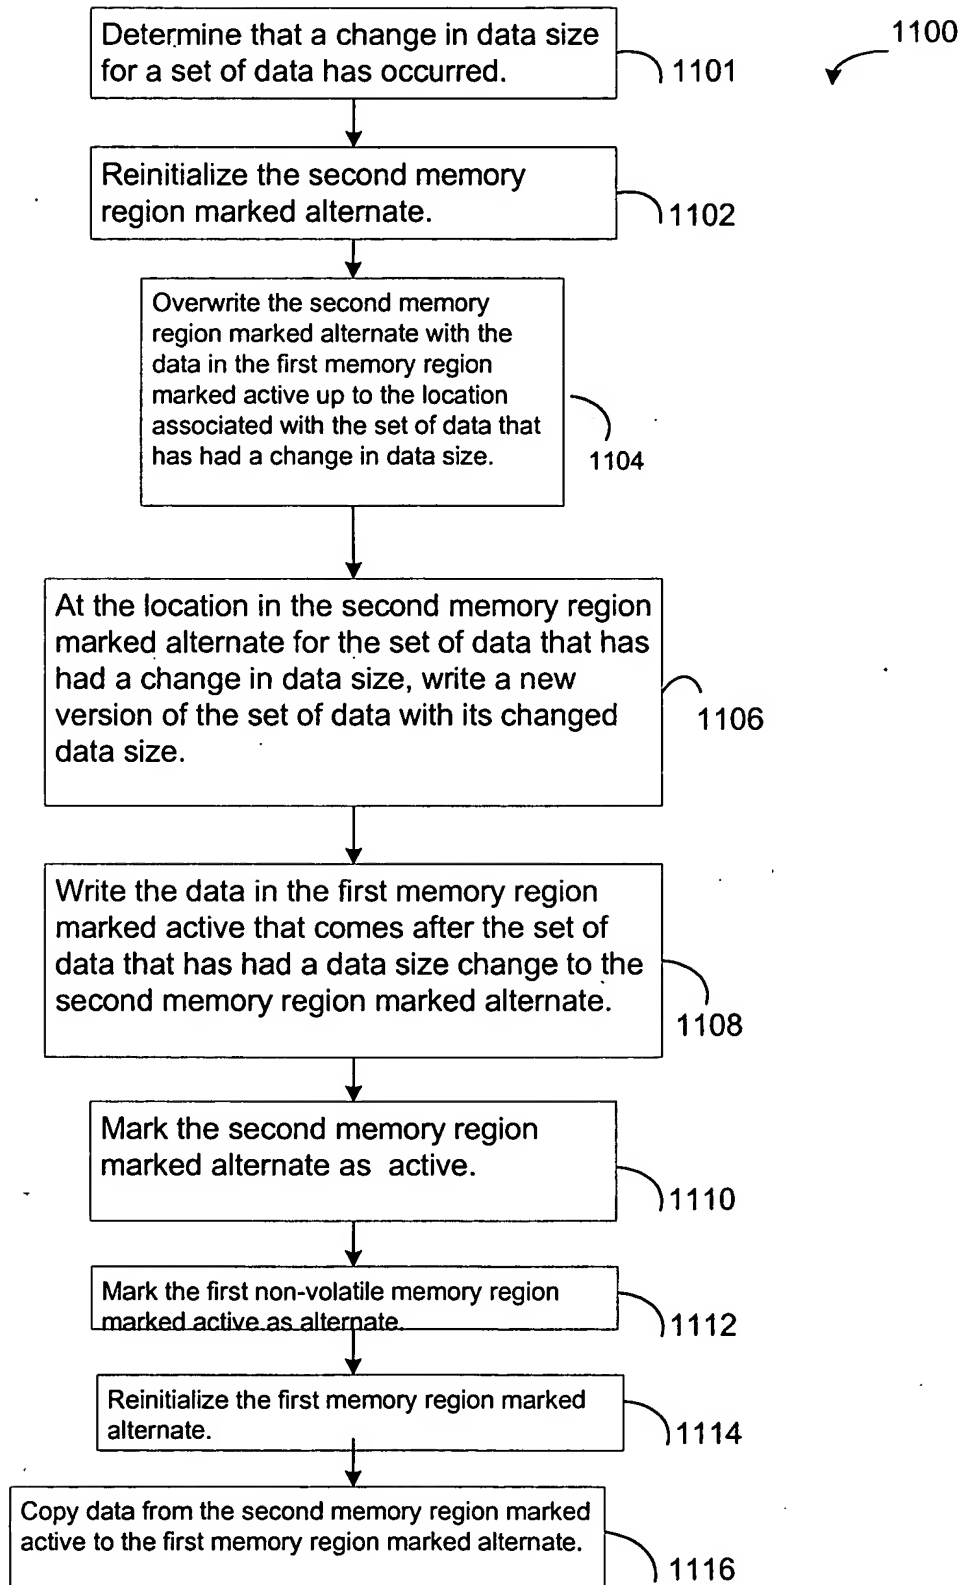 1100
Determine that a change in data size
for a set of data has occurred.
1101
Reinitialize the second memory
region marked alternate.
1102
Overwrite the second memory
region marked alternate with the
data in the first memory region
marked active up to the location
associated with the set of data that
has had a change in data size.
1104
At the location in the second memory region
marked alternate for the set of data that has
had a change in data size, write a new
version of the set of data with its changed
data size.
1106
Write the data in the first memory region
marked active that comes after the set of
data that has had a data size change to the
second memory region marked alternate.
1108
Mark the second memory region
marked alternate as active.
1110
Mark the first non-volatile memory region
marked active as alternate.
1112
Reinitialize the first memory region marked
alternate.
1114
Copy data from the second memory region marked
active to the first memory region marked alternate.
1116